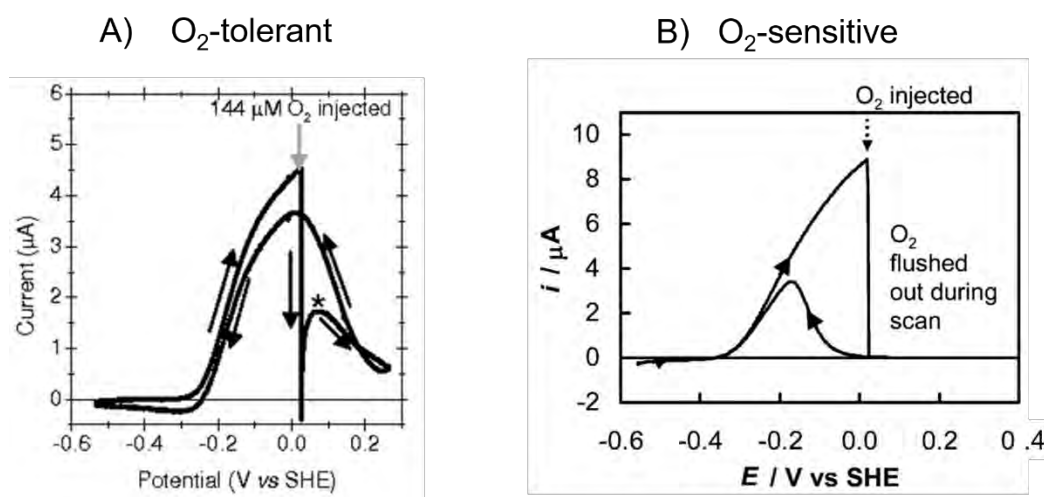 A) O₂-tolerant
144 μM O₂ injected
6
5
4
3
2
1
0
*
Current (μA)
-0.6 -0.4 -0.2 0.0 0.2
Potential (V vs SHE)
B) O₂-sensitive
O₂ injected
10
8
6
4
2
0
-2
i / μA
O₂
flushed
out during
scan
-0.6 -0.4 -0.2 0.0 0.2 0.4
E / V vs SHE